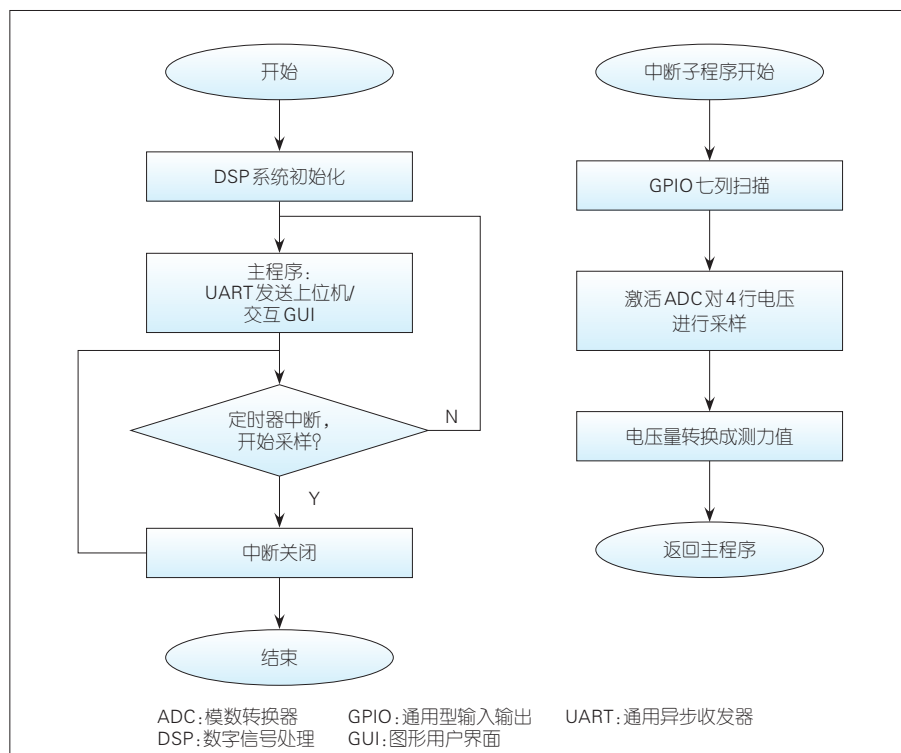 开始
DSP系统初始化
主程序:
UART发送上位机/
交互GUI
定时器中断,
开始采样?
N
Y
中断关闭
结束
中断子程序开始
GPIO七列扫描
激活ADC对4行电压
进行采样
电压量转换成测力值
返回主程序
ADC:模数转换器 GPIO:通用型输入输出 UART:通用异步收发器
DSP:数字信号处理 GUI:图形用户界面